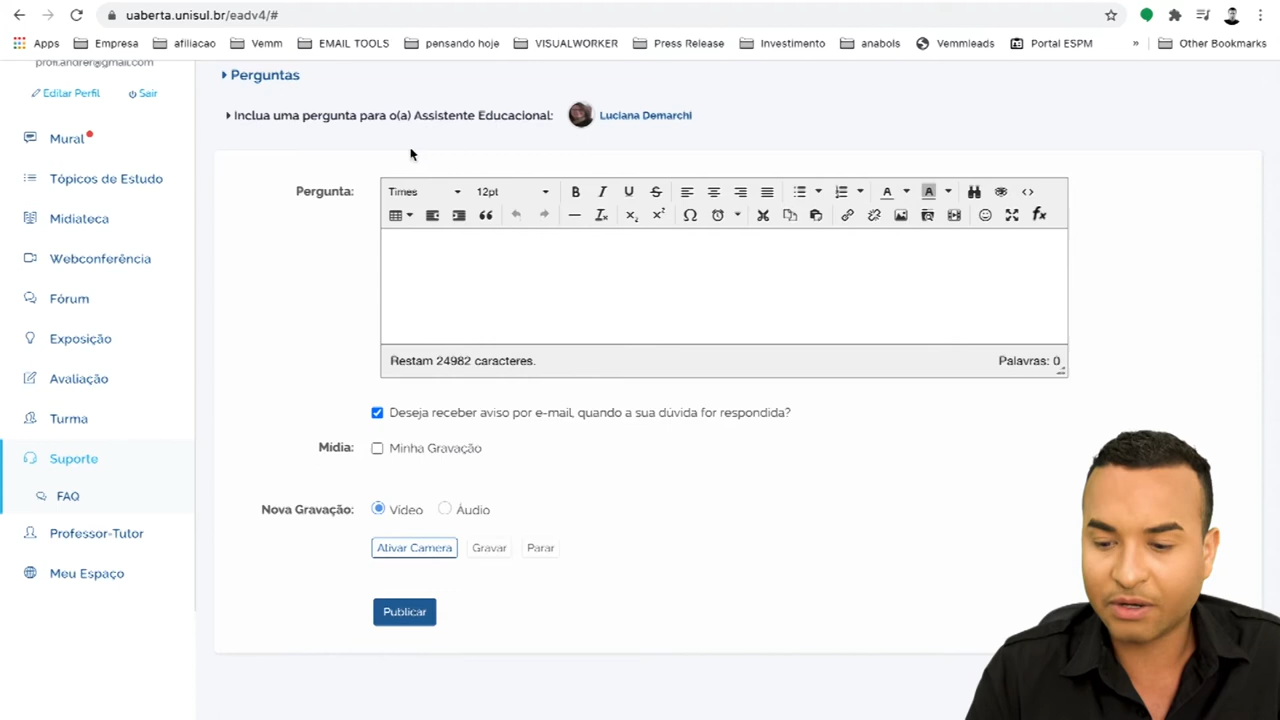 uaberta.unisul.br/eadv4/#
Apps Empresa afiliacao Vemm EMAIL TOOLS pensando hoje VISUALWORKER Press Release Investimento anabols Vemmleads Portal ESPM » Other Bookmarks
profi.andref@gmail.com
Editar Perfil Sair
Mural
Tópicos de Estudo
Midiateca
Webconferência
Fórum
Exposição
Avaliação
Turma
Suporte
FAQ
Professor-Tutor
Meu Espaço
Perguntas
Inclua uma pergunta para o(a) Assistente Educacional: Luciana Demarchi
Pergunta:
Times 12pt
Restam 24982 caracteres. Palavras: 0
Deseja receber aviso por e-mail, quando a sua dúvida for respondida?
Mídia: Minha Gravação
Nova Gravação: Vídeo Áudio
Ativar Camera Gravar Parar
Publicar